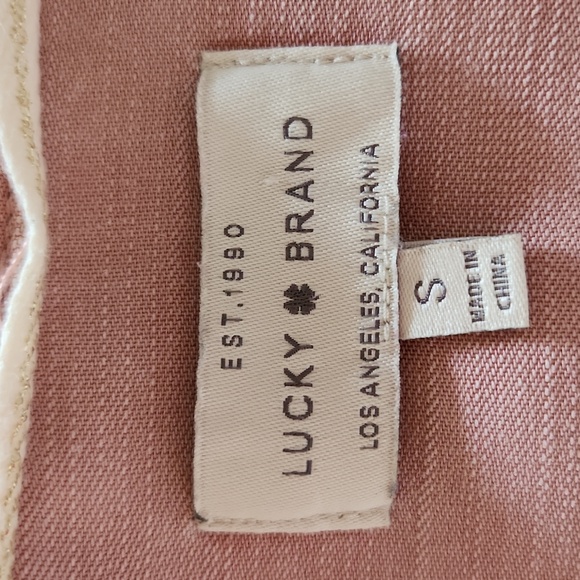 EST.1990
LUCKY BRAND
LOS ANGELES, CALIFORNIA
S
MADE IN
CHINA